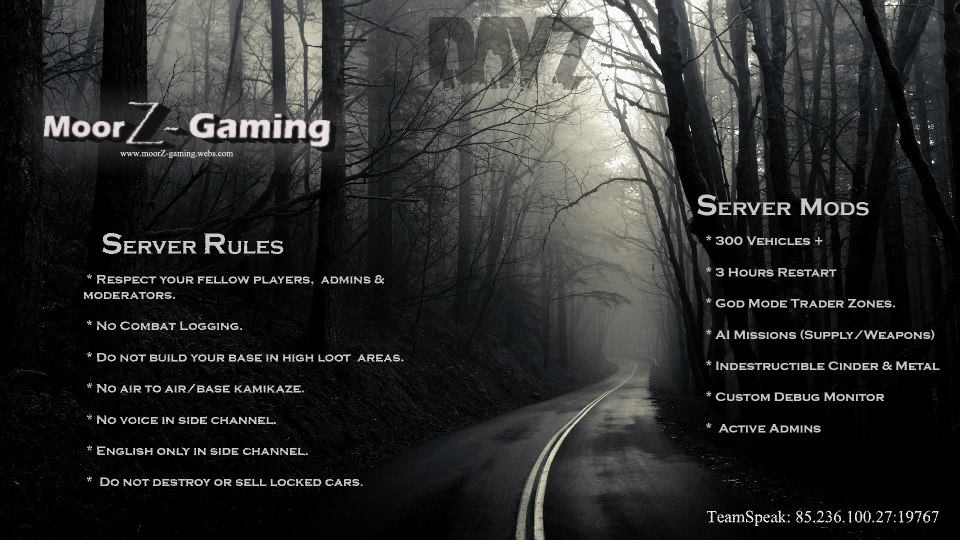 DAYZ
MoorZ- Gaming
www.moorZ-gaming.webs.com
Server Rules
* Respect your fellow players, admins &
moderators.
* No Combat Logging.
* Do not build your base in high loot areas.
* No air to air/base kamikaze.
* No voice in side channel.
* English only in side channel.
* Do not destroy or sell locked cars.
Server Mods
* 300 Vehicles +
* 3 Hours Restart
* God Mode Trader Zones.
* AI Missions (Supply/Weapons)
* Indestructible Cinder & Metal
* Custom Debug Monitor
* Active Admins
TeamSpeak: 85.236.100.27:19767